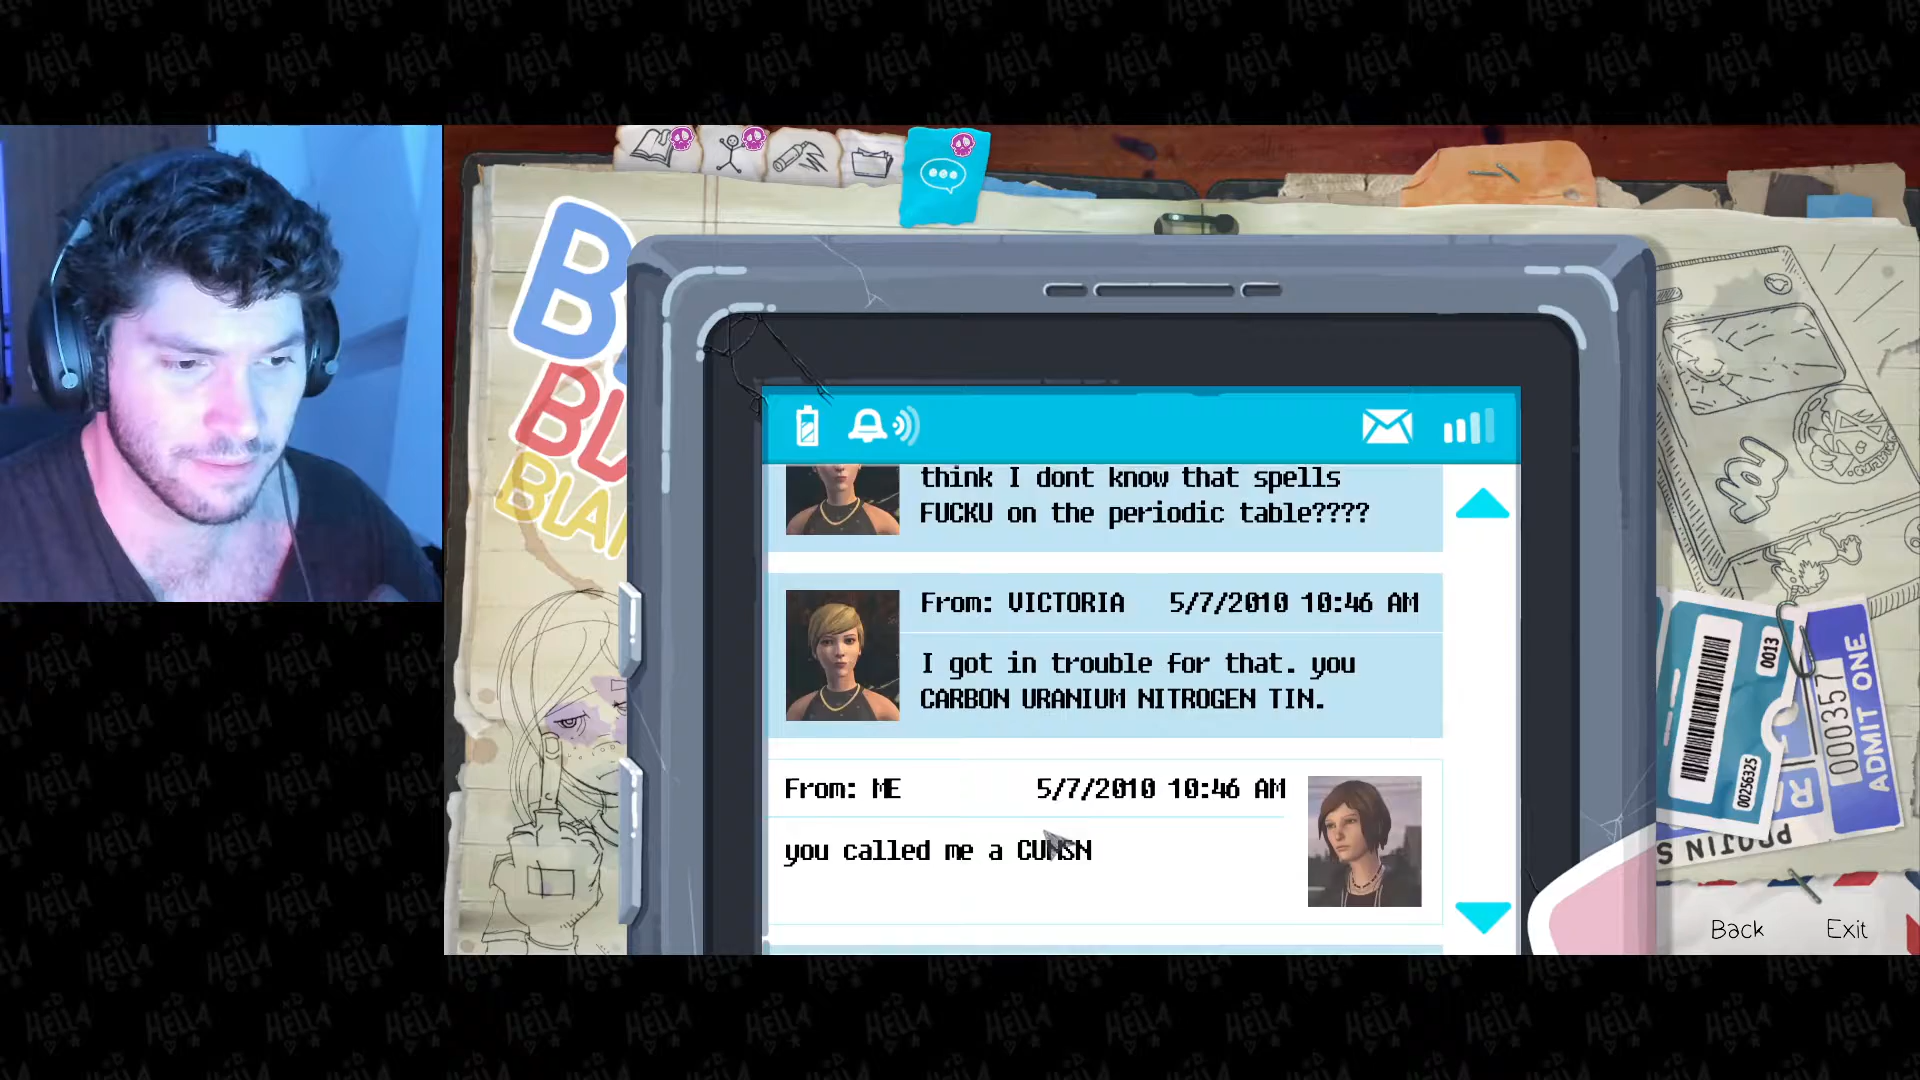 think I dont know that spells
FUCKU on the periodic table????
From: VICTORIA 5/7/2010 10:46 AM
I got in trouble for that. you
CARBON URANIUM NITROGEN TIN.
From: ME 5/7/2010 10:46 AM
you called me a CUNSN
Back Exit
ADMIT ONE
000357
0013
00256325
HELLA